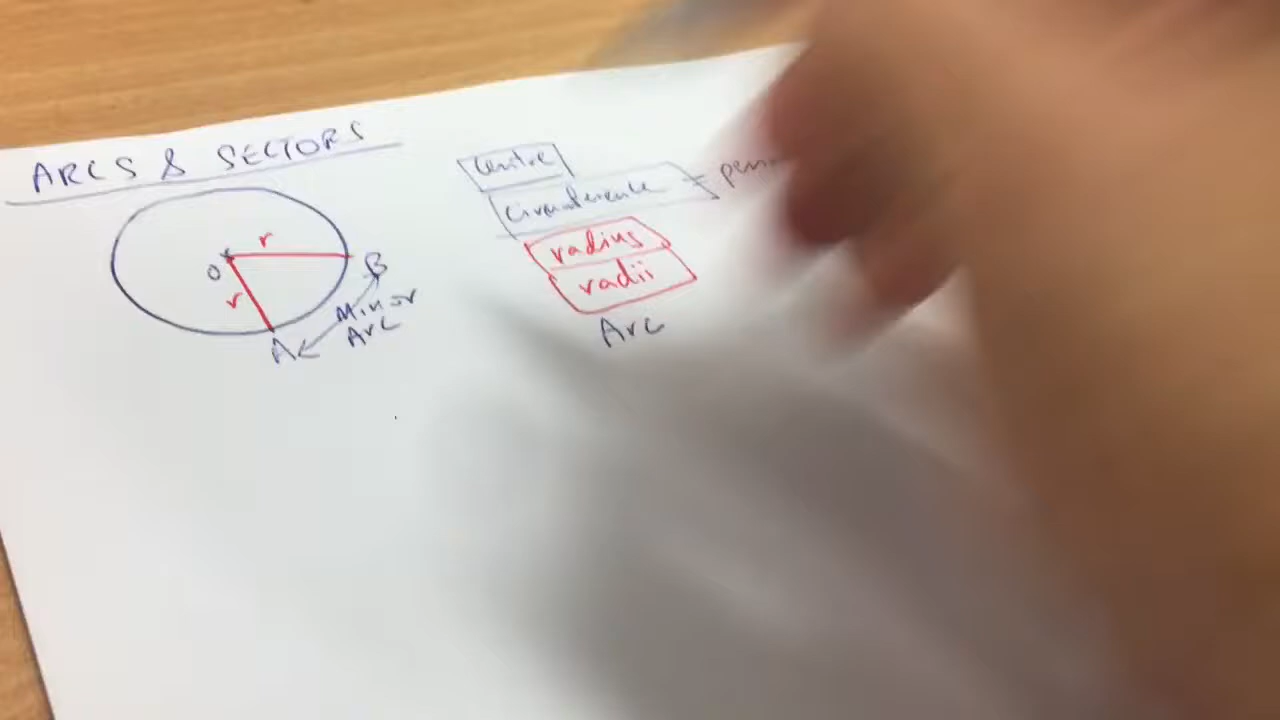 ARCS & SECTORS
Centre
Circumference =
r
radius
O
B
radii
r
Minor
Arc
Arc
A